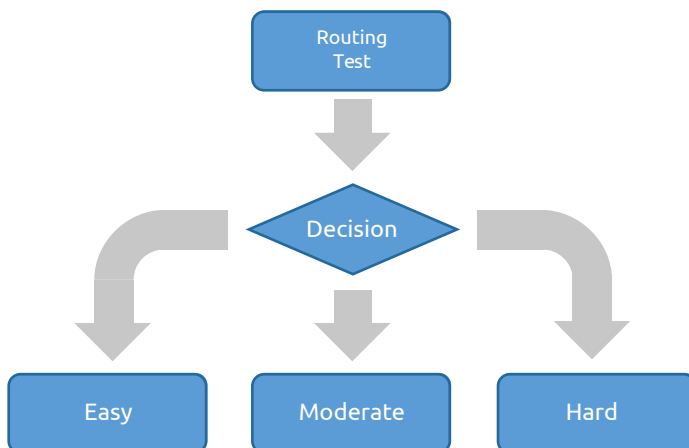 Routing
Test
Decision
Easy
Moderate
Hard